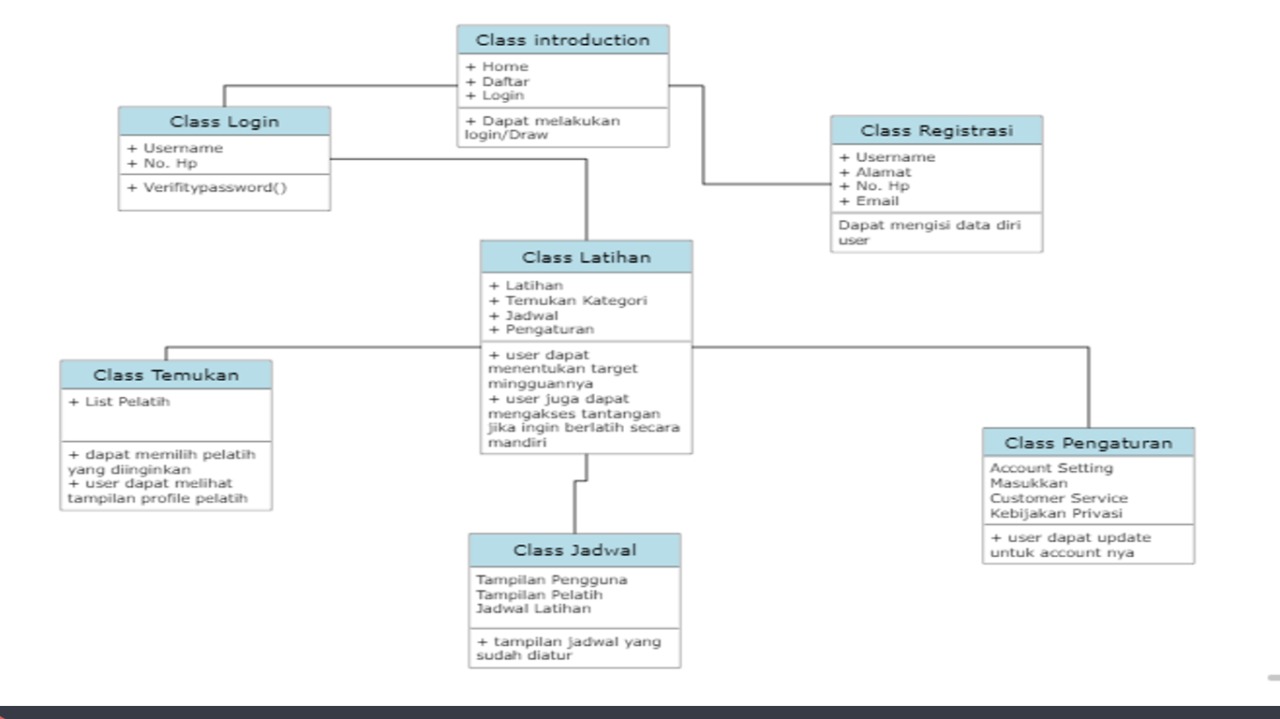 Class introduction
+ Home
+ Daftar
+ Login
+ Dapat melakukan
login/Draw
Class Login
+ Username
+ No. Hp
+ Verifitypassword()
Class Registrasi
+ Username
+ Alamat
+ No. Hp
+ Email
Dapat mengisi data diri
user
Class Latihan
+ Latihan
+ Temukan Kategori
+ Jadwal
+ Pengaturan
+ user dapat
menentukan target
mingguannya
+ user juga dapat
mengakses tantangan
jika ingin berlatih secara
mandiri
Class Temukan
+ List Pelatih
+ dapat memilih pelatih
yang diinginkan
+ user dapat melihat
tampilan profile pelatih
Class Pengaturan
Account Setting
Masukkan
Customer Service
Kebijakan Privasi
+ user dapat update
untuk account nya
Class Jadwal
Tampilan Pengguna
Tampilan Pelatih
Jadwal Latihan
+ tampilan jadwal yang
sudah diatur